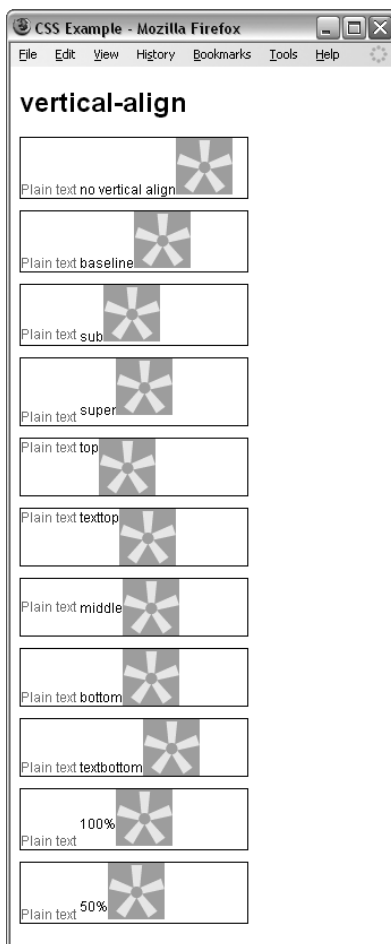 CSS Example - Mozilla Firefox
File Edit View History Bookmarks Tools Help
vertical-align
Plain text no vertical align
Plain text baseline
Plain text sub
Plain text super
Plain text top
Plain text texttop
Plain text middle
Plain text bottom
Plain text textbottom
Plain text 100%
Plain text 50%